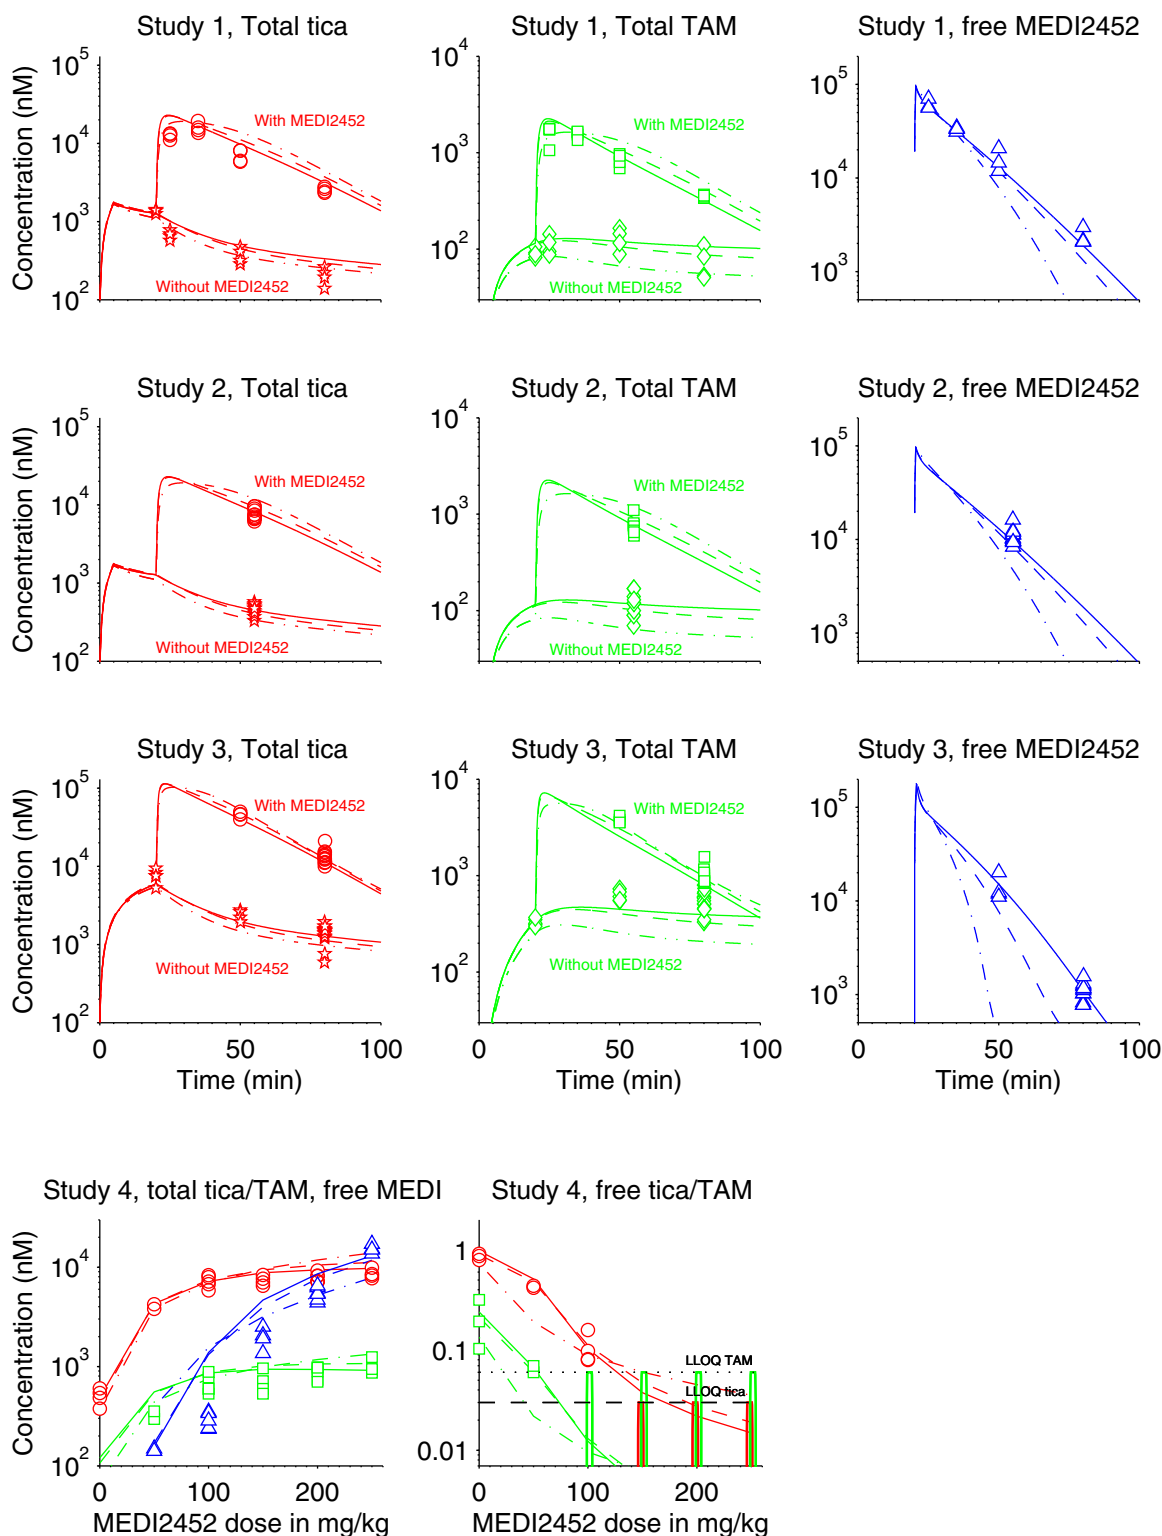 Study 1, Total tica
Study 1, Total TAM
Study 1, free MEDI2452
Concentration (nM)
10^5
10^4
10^3
10^2
With MEDI2452
Without MEDI2452
10^4
10^3
10^2
With MEDI2452
Without MEDI2452
10^5
10^4
10^3
Study 2, Total tica
Study 2, Total TAM
Study 2, free MEDI2452
Concentration (nM)
10^5
10^4
10^3
10^2
With MEDI2452
Without MEDI2452
10^4
10^3
10^2
With MEDI2452
Without MEDI2452
10^5
10^4
10^3
Study 3, Total tica
Study 3, Total TAM
Study 3, free MEDI2452
Concentration (nM)
10^5
10^4
10^3
10^2
With MEDI2452
Without MEDI2452
0 50 100
Time (min)
10^4
10^3
10^2
With MEDI2452
Without MEDI2452
0 50 100
Time (min)
10^5
10^4
10^3
0 50 100
Time (min)
Study 4, total tica/TAM, free MEDI
Study 4, free tica/TAM
Concentration (nM)
10^4
10^3
10^2
0 100 200
MEDI2452 dose in mg/kg
1
0.1
0.01
LLOQ TAM
LLOQ tica
0 100 200
MEDI2452 dose in mg/kg